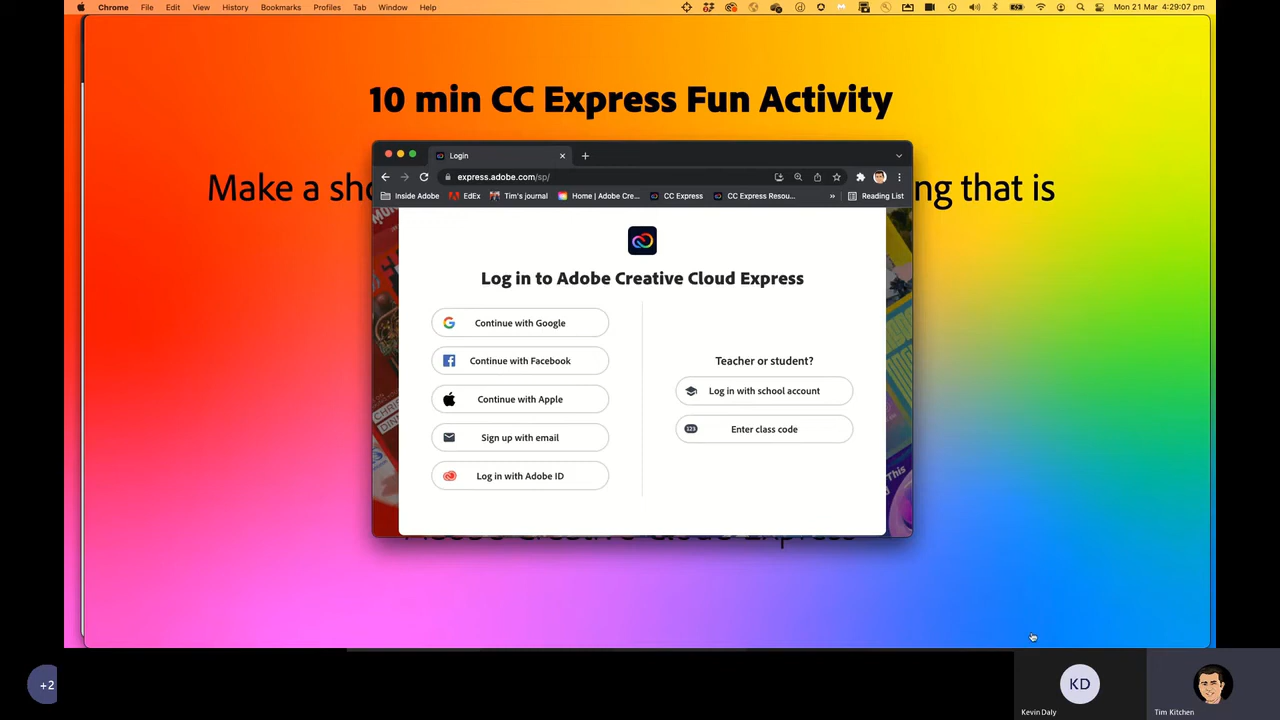 Chrome File Edit View History Bookmarks Profiles Tab Window Help Mon 21 Mar 4:29:07 pm
10 min CC Express Fun Activity
Make a sho ng that is
Login
express.adobe.com/sp/
Inside Adobe EdEx Tim's journal Home | Adobe Cre... CC Express CC Express Resou... » Reading List
Log in to Adobe Creative Cloud Express
Continue with Google
Continue with Facebook
Continue with Apple
Sign up with email
Log in with Adobe ID
Teacher or student?
Log in with school account
123 Enter class code
This
+2
KD
Kevin Daly
Tim Kitchen